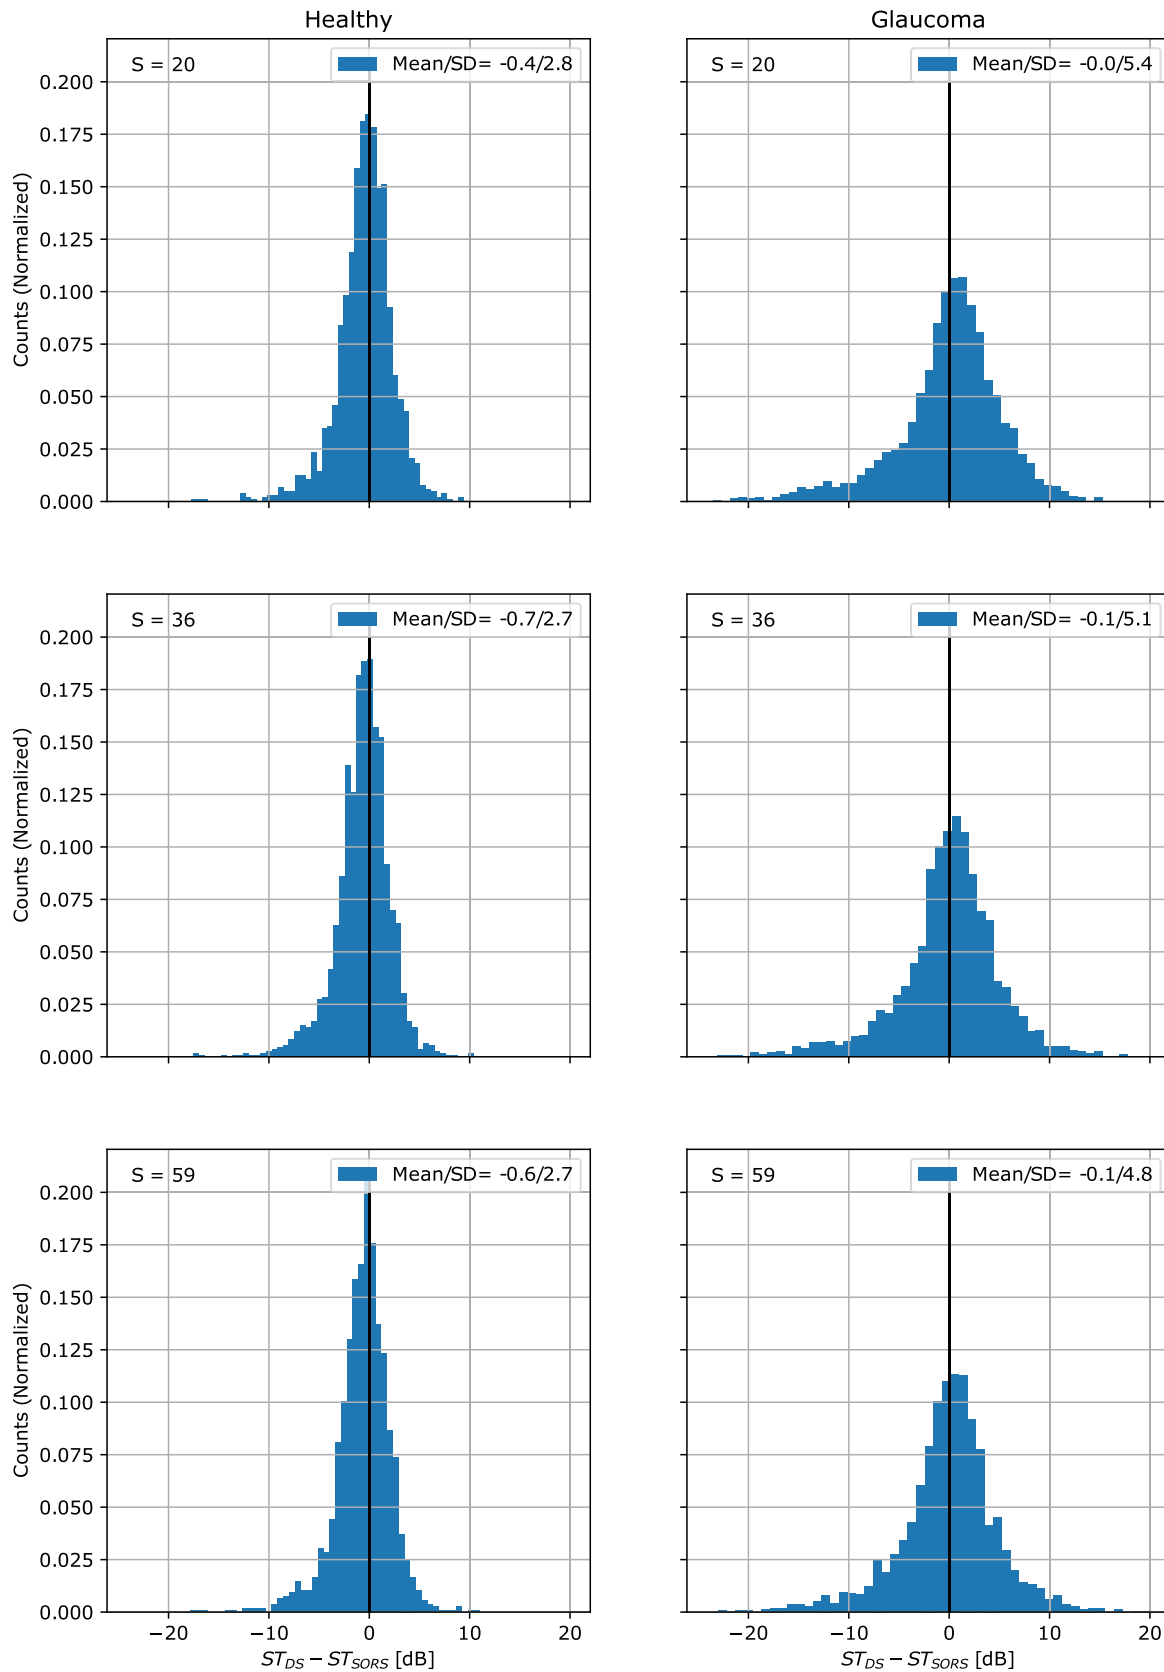 Healthy
Glaucoma
S = 20
Mean/SD= -0.4/2.8
S = 20
Mean/SD= -0.0/5.4
0.200
0.175
0.150
0.125
0.100
0.075
0.050
0.025
0.000
Counts (Normalized)
S = 36
Mean/SD= -0.7/2.7
S = 36
Mean/SD= -0.1/5.1
0.200
0.175
0.150
0.125
0.100
0.075
0.050
0.025
0.000
Counts (Normalized)
S = 59
Mean/SD= -0.6/2.7
S = 59
Mean/SD= -0.1/4.8
0.200
0.175
0.150
0.125
0.100
0.075
0.050
0.025
0.000
Counts (Normalized)
−20 −10 0 10 20
−20 −10 0 10 20
ST_DS − ST_SORS [dB]
ST_DS − ST_SORS [dB]